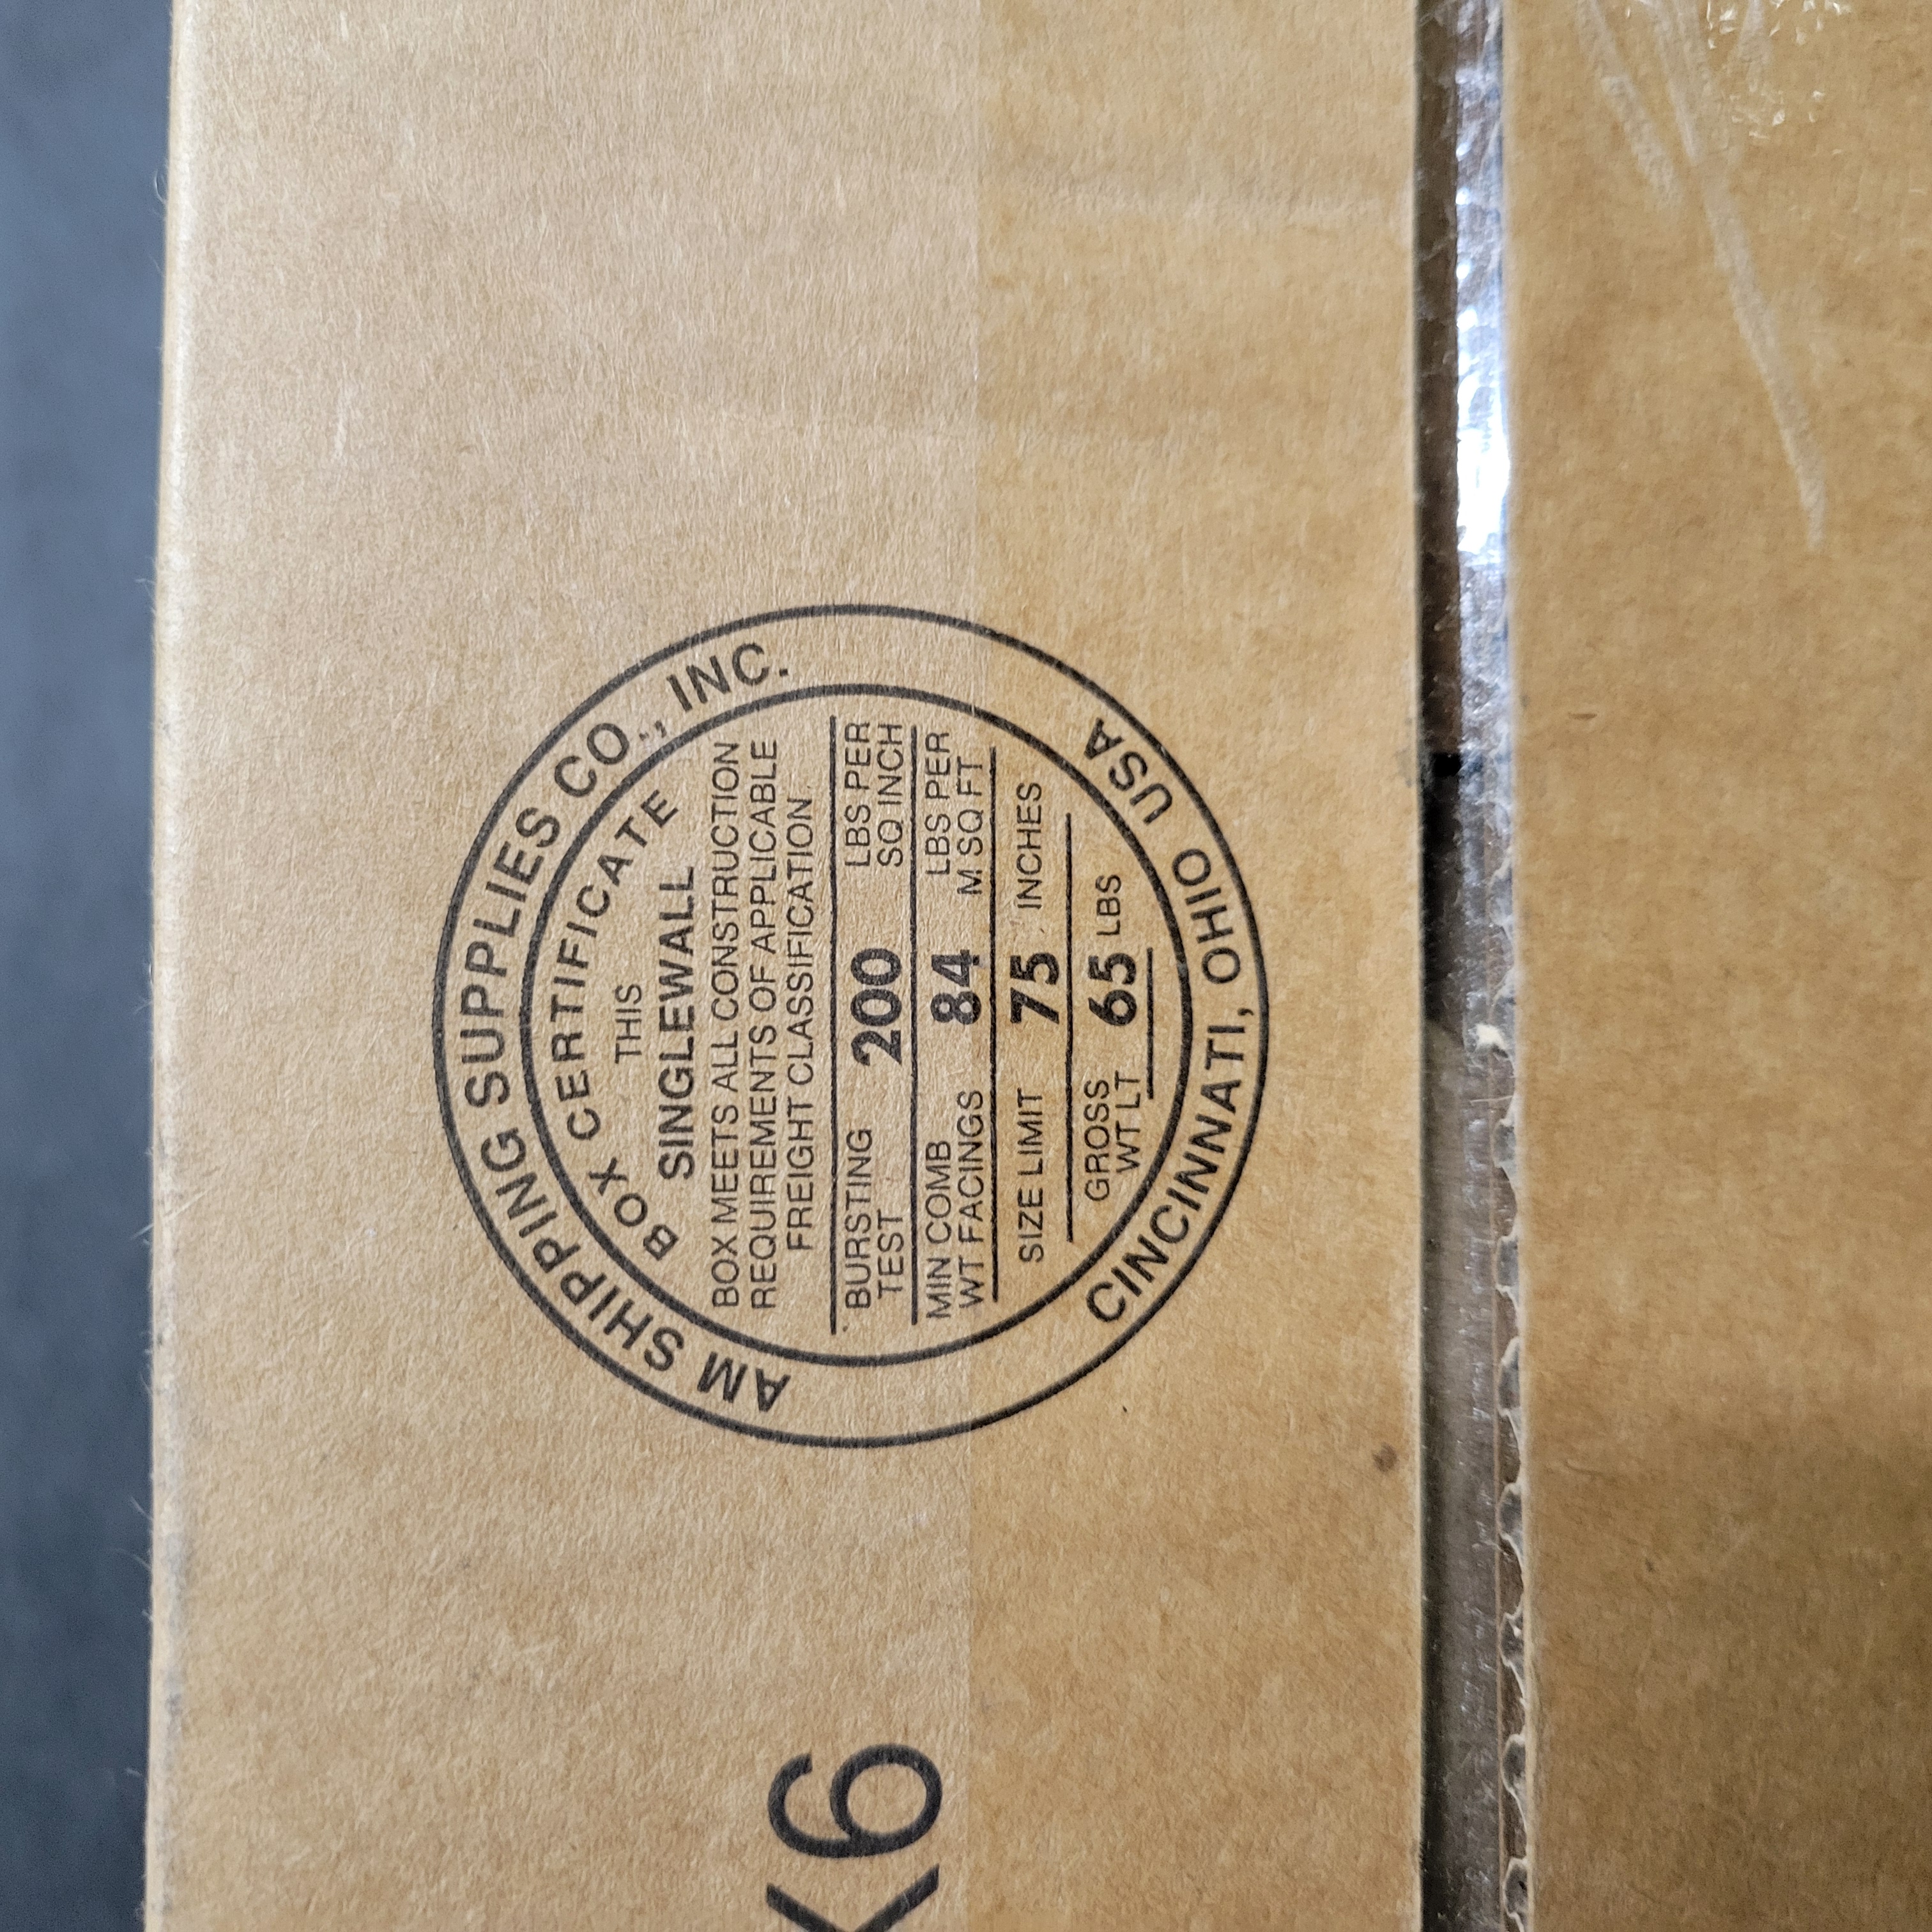 AM SHIPPING SUPPLIES CO., INC.
BOX CERTIFICATE
THIS
SINGLEWALL
BOX MEETS ALL CONSTRUCTION
REQUIREMENTS OF APPLICABLE
FREIGHT CLASSIFICATION.
BURSTING TEST 200 LBS PER SQ INCH
MIN COMB WT FACINGS 84 LBS PER M SQ FT
SIZE LIMIT 75 INCHES
GROSS WT LT 65 LBS
CINCINNATI, OHIO USA
X6